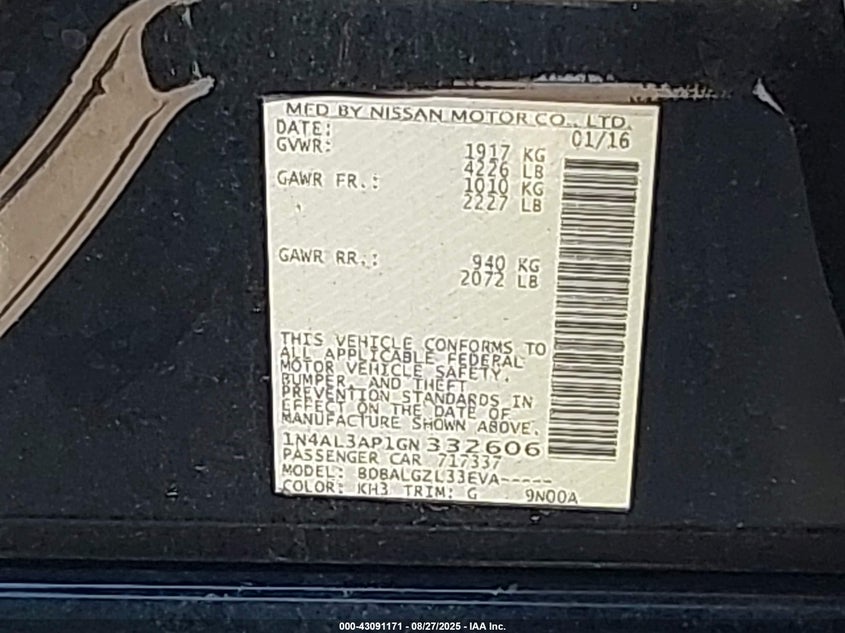 MFD BY NISSAN MOTOR CO., LTD.
DATE: 01/16
GVWR: 1917 KG
4226 LB
GAWR FR.: 1010 KG
2227 LB
GAWR RR.: 940 KG
2072 LB
THIS VEHICLE CONFORMS TO
ALL APPLICABLE FEDERAL
MOTOR VEHICLE SAFETY,
BUMPER, AND THEFT
PREVENTION STANDARDS IN
EFFECT ON THE DATE OF
MANUFACTURE SHOWN ABOVE.
1N4AL3AP1GN332606
PASSENGER CAR 717337
MODEL: BDBALGZL33EVA-----
COLOR: KH3 TRIM: G 9N00A
000-43091171 - 08/27/2025 - IAA Inc.